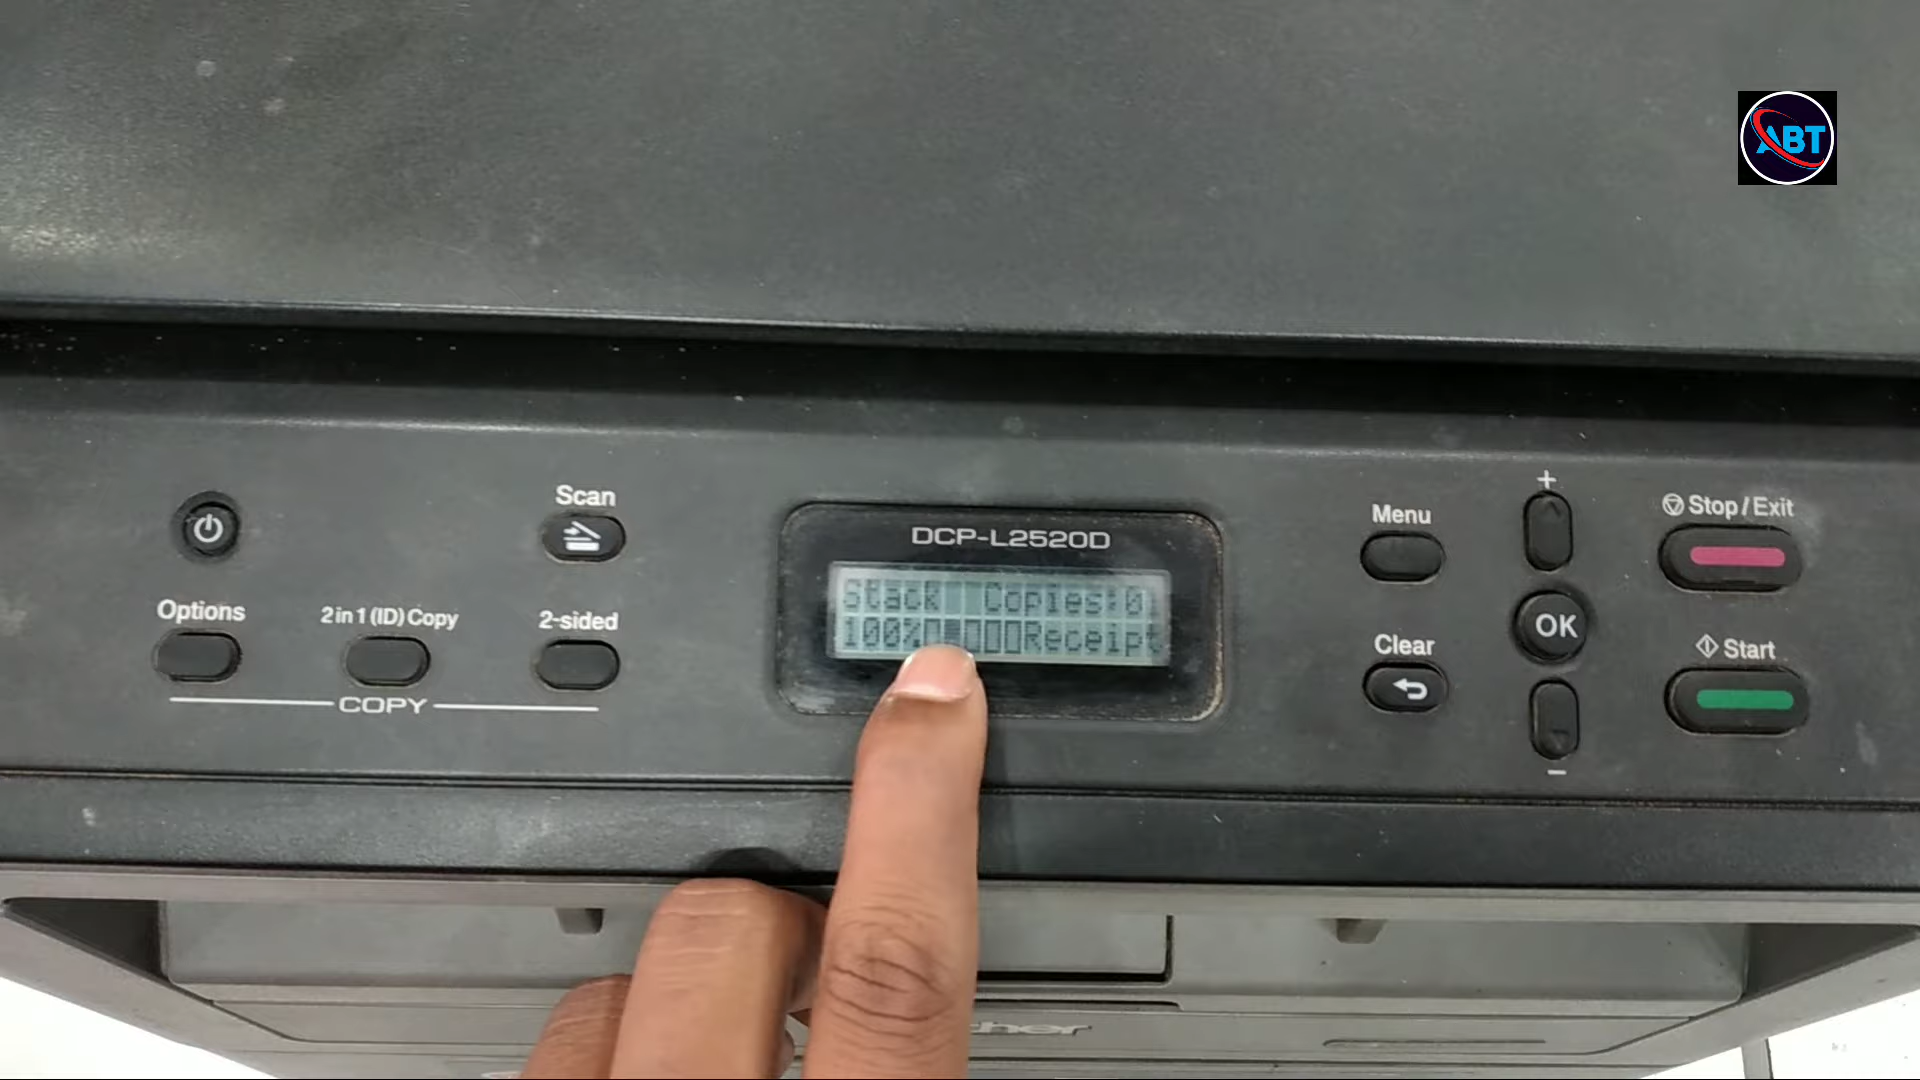 ABT
Scan
DCP-L2520D
Menu
+
Stop/Exit
Stack Copies:01
100% Receipt
Options
2 in 1 (ID) Copy
2-sided
OK
Clear
Start
COPY
-